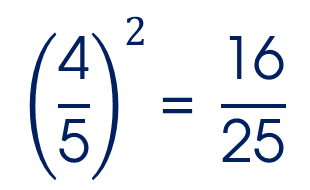 (4/5)² = 16/25